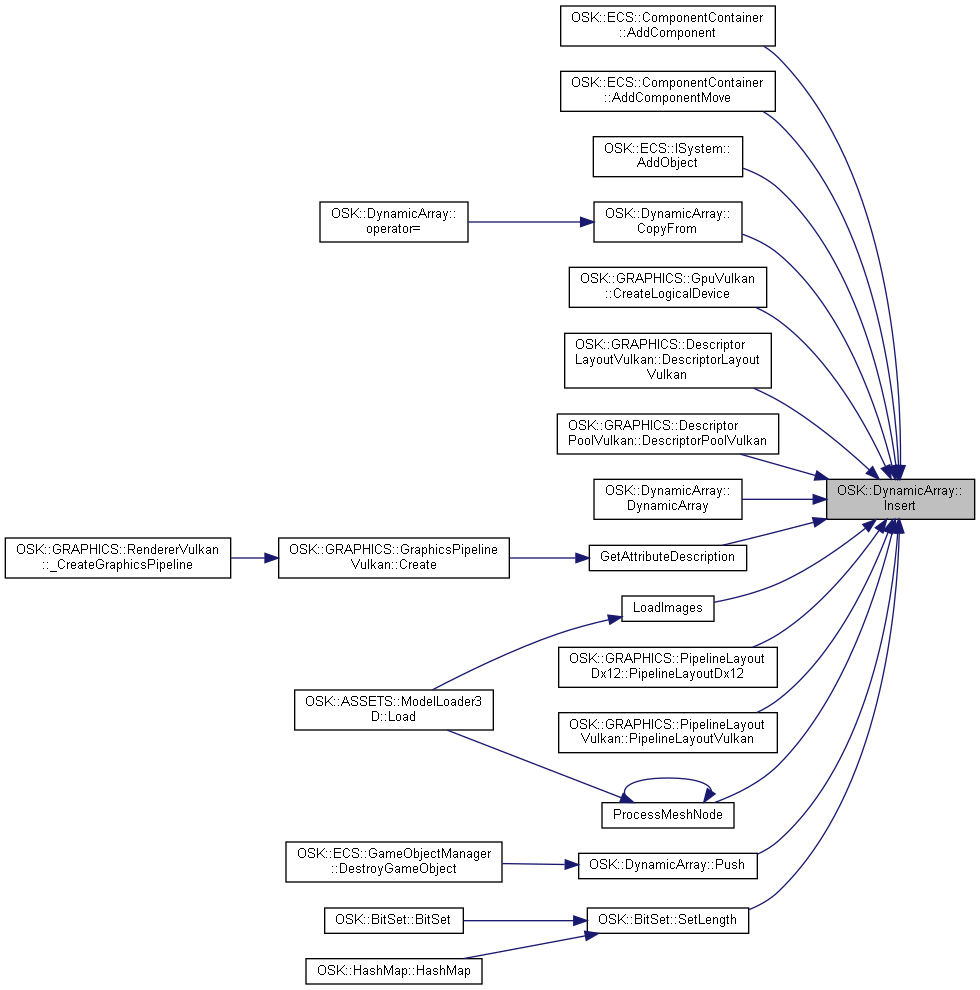 OSK::ECS::ComponentContainer
::AddComponent
OSK::ECS::ComponentContainer
::AddComponentMove
OSK::ECS::ISystem::
AddObject
OSK::DynamicArray::
operator=
OSK::DynamicArray::
CopyFrom
OSK::GRAPHICS::GpuVulkan
::CreateLogicalDevice
OSK::GRAPHICS::Descriptor
LayoutVulkan::DescriptorLayout
Vulkan
OSK::GRAPHICS::Descriptor
PoolVulkan::DescriptorPoolVulkan
OSK::DynamicArray::
DynamicArray
OSK::DynamicArray::
Insert
OSK::GRAPHICS::RendererVulkan
::_CreateGraphicsPipeline
OSK::GRAPHICS::GraphicsPipeline
Vulkan::Create
GetAttributeDescription
LoadImages
OSK::GRAPHICS::PipelineLayout
Dx12::PipelineLayoutDx12
OSK::ASSETS::ModelLoader3
D::Load
OSK::GRAPHICS::PipelineLayout
Vulkan::PipelineLayoutVulkan
ProcessMeshNode
OSK::ECS::GameObjectManager
::DestroyGameObject
OSK::DynamicArray::Push
OSK::BitSet::BitSet
OSK::BitSet::SetLength
OSK::HashMap::HashMap